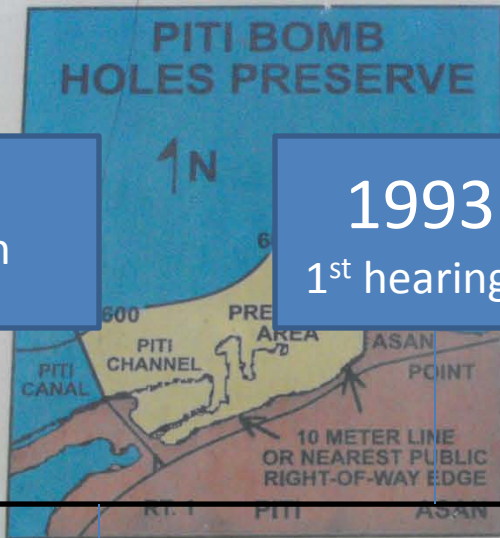 PITI BOMB
HOLES PRESERVE
N
1993
1st hearing
600
PITI
CHANNEL
AREA
PITI
CANAL
ASAN
POINT
10 METER LINE
OR NEAREST PUBLIC
RIGHT-OF-WAY EDGE
RT. 1 PITI ASAN